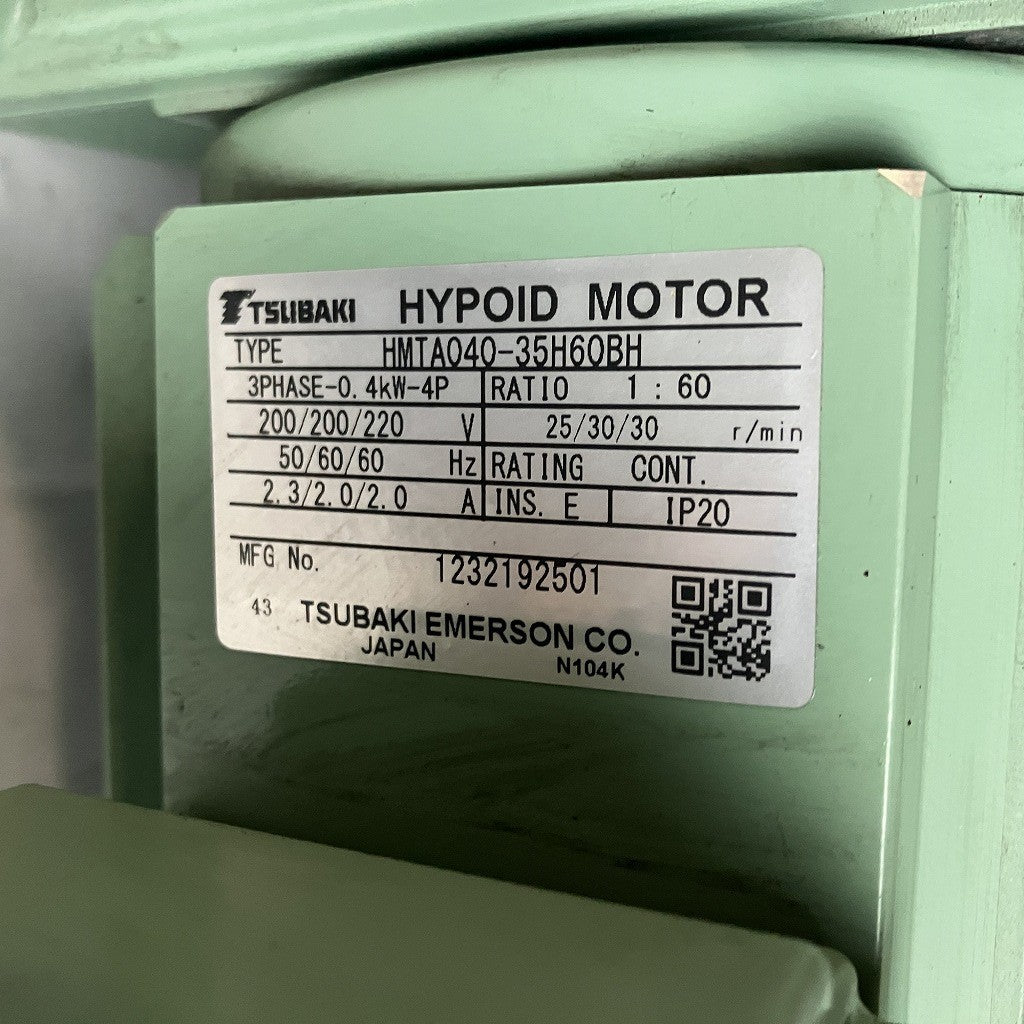 TSUBAKI HYPOID MOTOR
TYPE HMTA040-35H60BH
3PHASE-0.4kW-4P RATIO 1 : 60
200/200/220 V 25/30/30 r/min
50/60/60 Hz RATING CONT.
2.3/2.0/2.0 A INS. E IP20
MFG No. 1232192501
43 TSUBAKI EMERSON CO.
JAPAN N104K